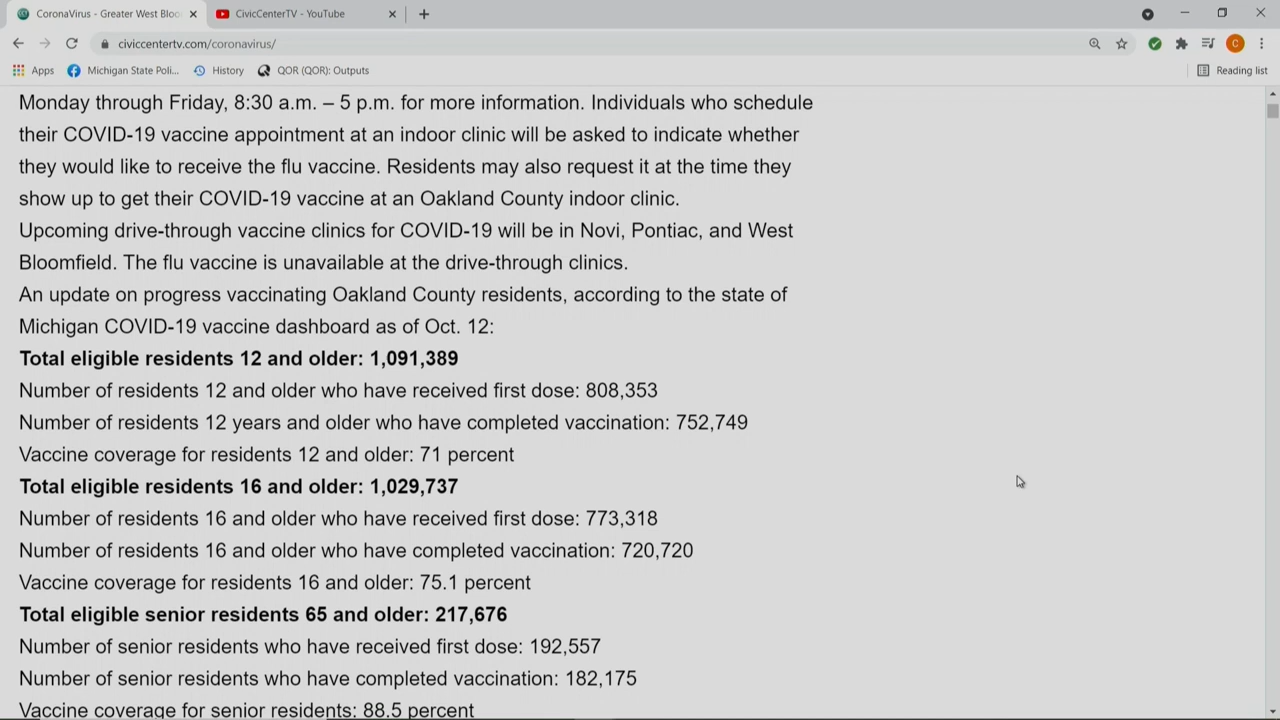 CoronaVirus - Greater West Bloo
CivicCenterTV - YouTube
civiccentertv.com/coronavirus/
C
Apps
Michigan State Poli...
History
QOR (QOR): Outputs
Reading list
Monday through Friday, 8:30 a.m. – 5 p.m. for more information. Individuals who schedule
their COVID-19 vaccine appointment at an indoor clinic will be asked to indicate whether
they would like to receive the flu vaccine. Residents may also request it at the time they
show up to get their COVID-19 vaccine at an Oakland County indoor clinic.
Upcoming drive-through vaccine clinics for COVID-19 will be in Novi, Pontiac, and West
Bloomfield. The flu vaccine is unavailable at the drive-through clinics.
An update on progress vaccinating Oakland County residents, according to the state of
Michigan COVID-19 vaccine dashboard as of Oct. 12:
Total eligible residents 12 and older: 1,091,389
Number of residents 12 and older who have received first dose: 808,353
Number of residents 12 years and older who have completed vaccination: 752,749
Vaccine coverage for residents 12 and older: 71 percent
Total eligible residents 16 and older: 1,029,737
Number of residents 16 and older who have received first dose: 773,318
Number of residents 16 and older who have completed vaccination: 720,720
Vaccine coverage for residents 16 and older: 75.1 percent
Total eligible senior residents 65 and older: 217,676
Number of senior residents who have received first dose: 192,557
Number of senior residents who have completed vaccination: 182,175
Vaccine coverage for senior residents: 88.5 percent